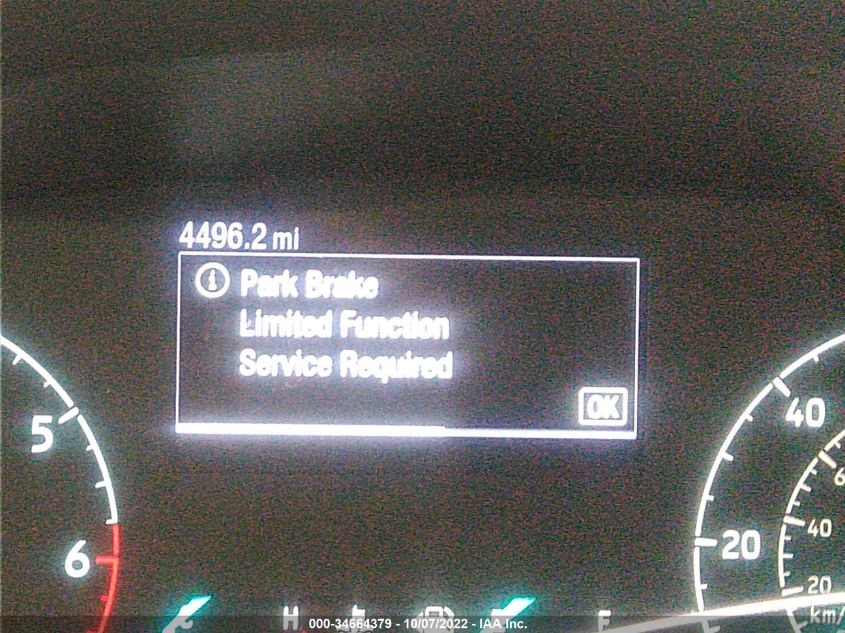 4496.2 mi
Park Brake
Limited Function
Service Required
OK
5
6
40
20
40
20
km/
H
F
000-34664379 - 10/07/2022 - IAA Inc.